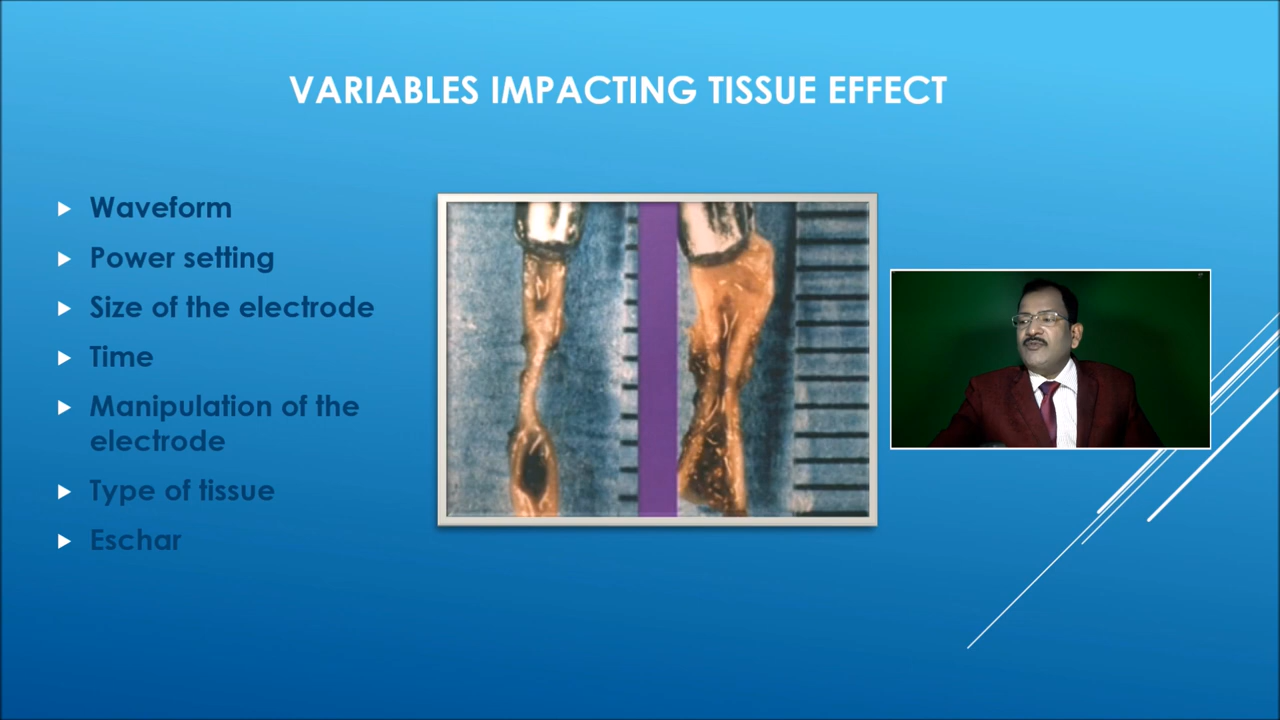 VARIABLES IMPACTING TISSUE EFFECT
Waveform
Power setting
Size of the electrode
Time
Manipulation of the
electrode
Type of tissue
Eschar